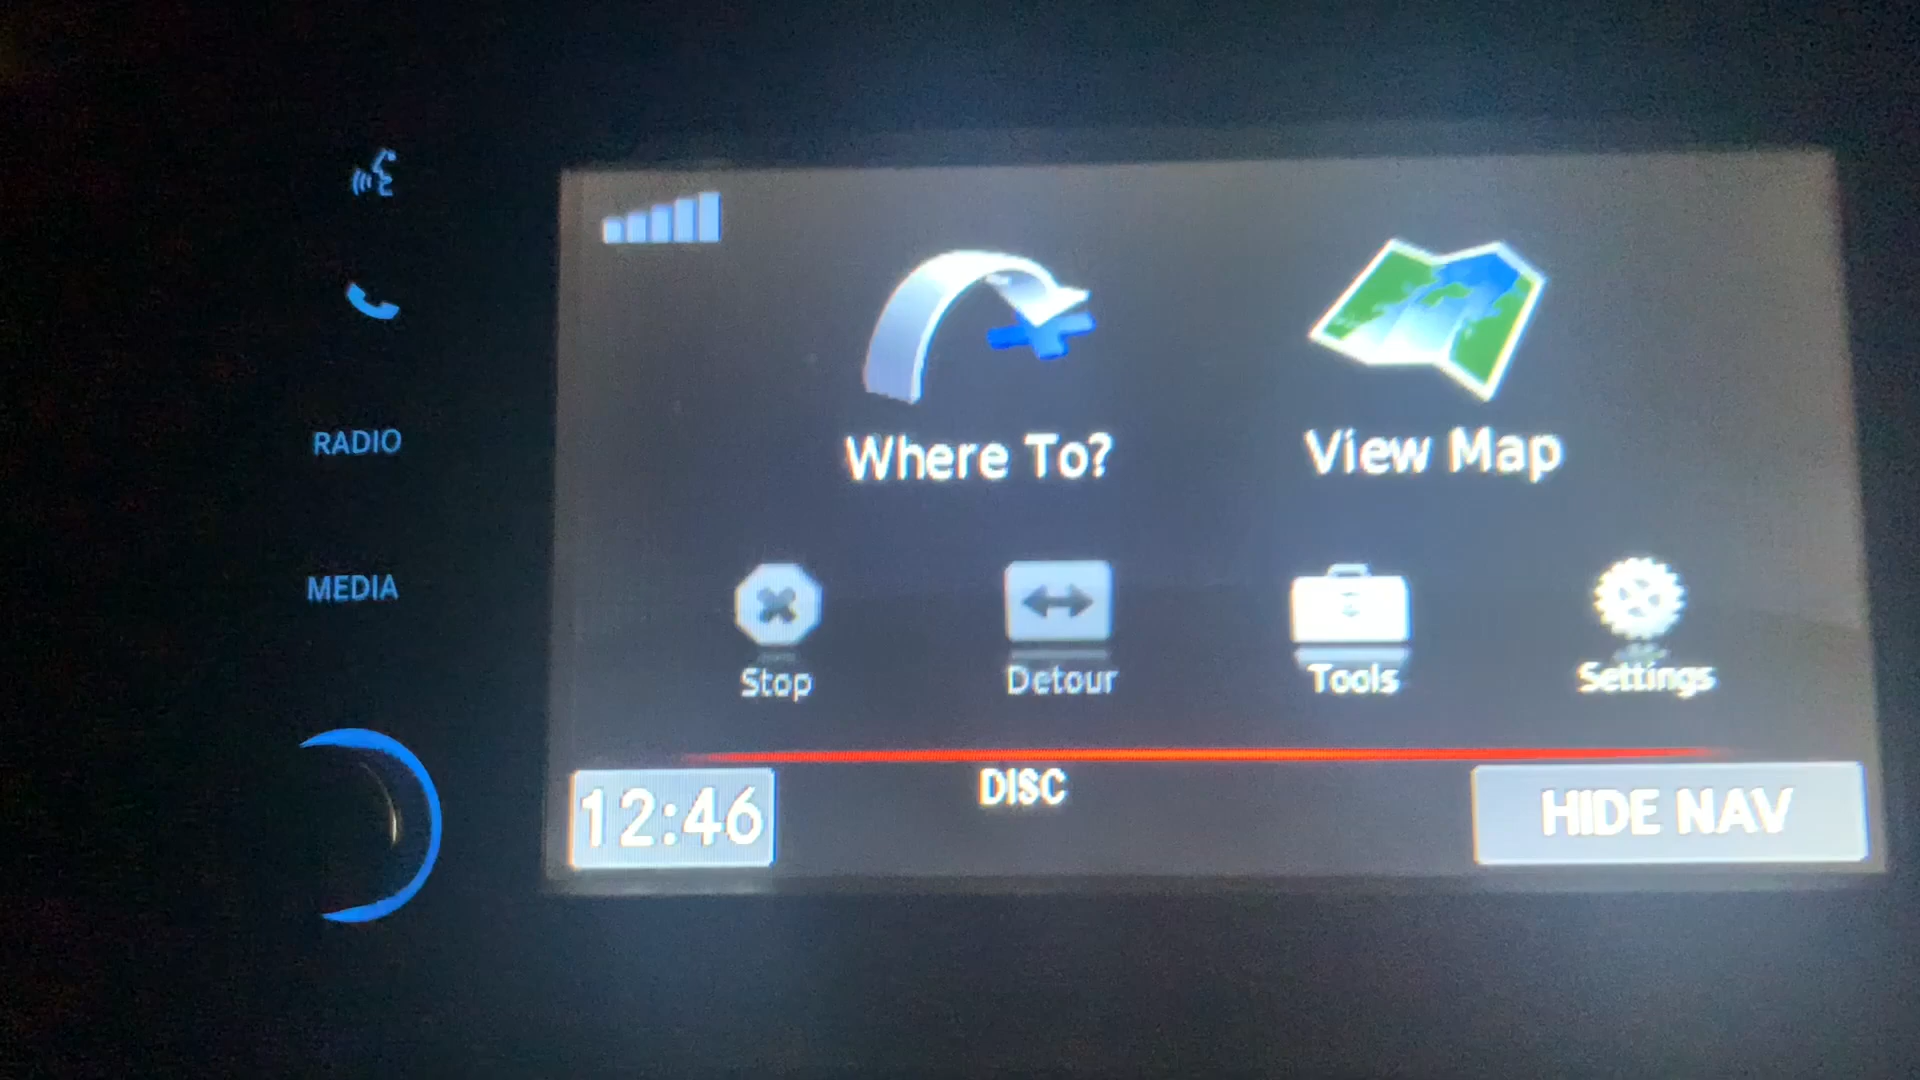 RADIO
MEDIA
Where To?
View Map
Stop
Detour
Tools
Settings
12:46
DISC
HIDE NAV